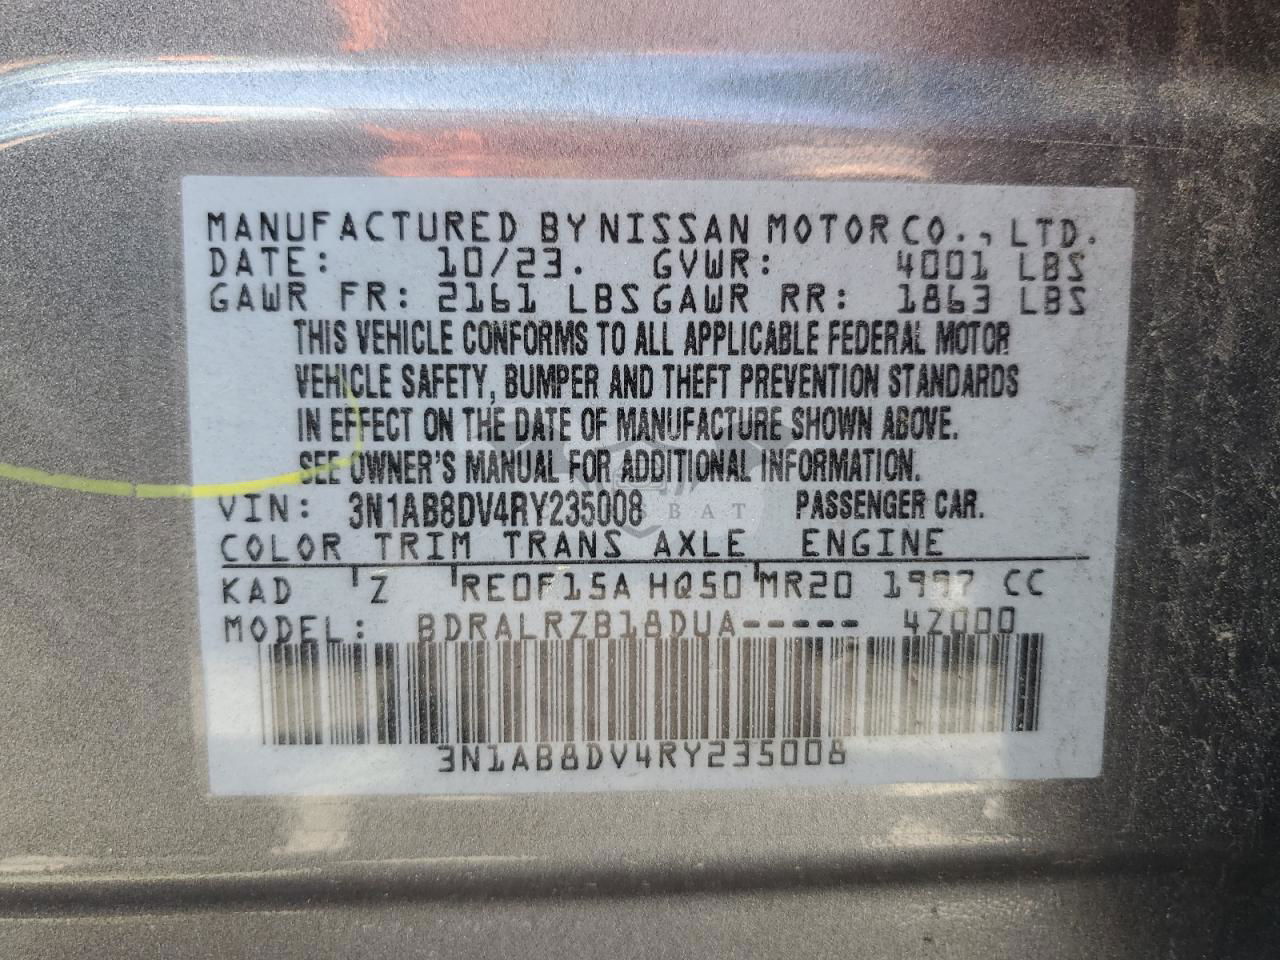 MANUFACTURED BY NISSAN MOTOR CO., LTD.
DATE: 10/23. GVWR: 4001 LBS
GAWR FR: 2161 LBS GAWR RR: 1863 LBS
THIS VEHICLE CONFORMS TO ALL APPLICABLE FEDERAL MOTOR
VEHICLE SAFETY, BUMPER AND THEFT PREVENTION STANDARDS
IN EFFECT ON THE DATE OF MANUFACTURE SHOWN ABOVE.
SEE OWNER'S MANUAL FOR ADDITIONAL INFORMATION.
VIN: 3N1AB8DV4RY235008 PASSENGER CAR.
COLOR TRIM TRANS AXLE ENGINE
KAD Z RE0F15A HQ50 MR20 1997 CC
MODEL: BDRALRZB18DUA----- 42000
3N1AB8DV4RY235008